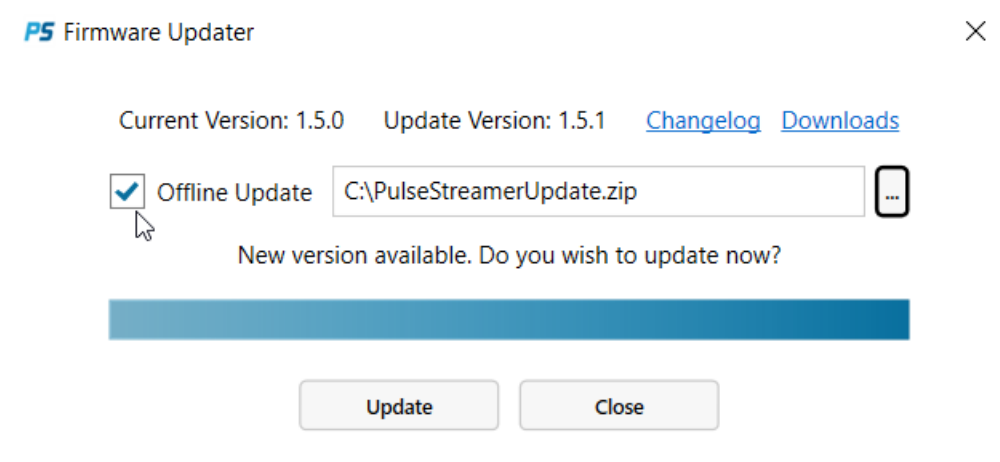 PS Firmware Updater
Current Version: 1.5.0 Update Version: 1.5.1 Changelog Downloads
Offline Update C:\PulseStreamerUpdate.zip ...
New version available. Do you wish to update now?
Update Close